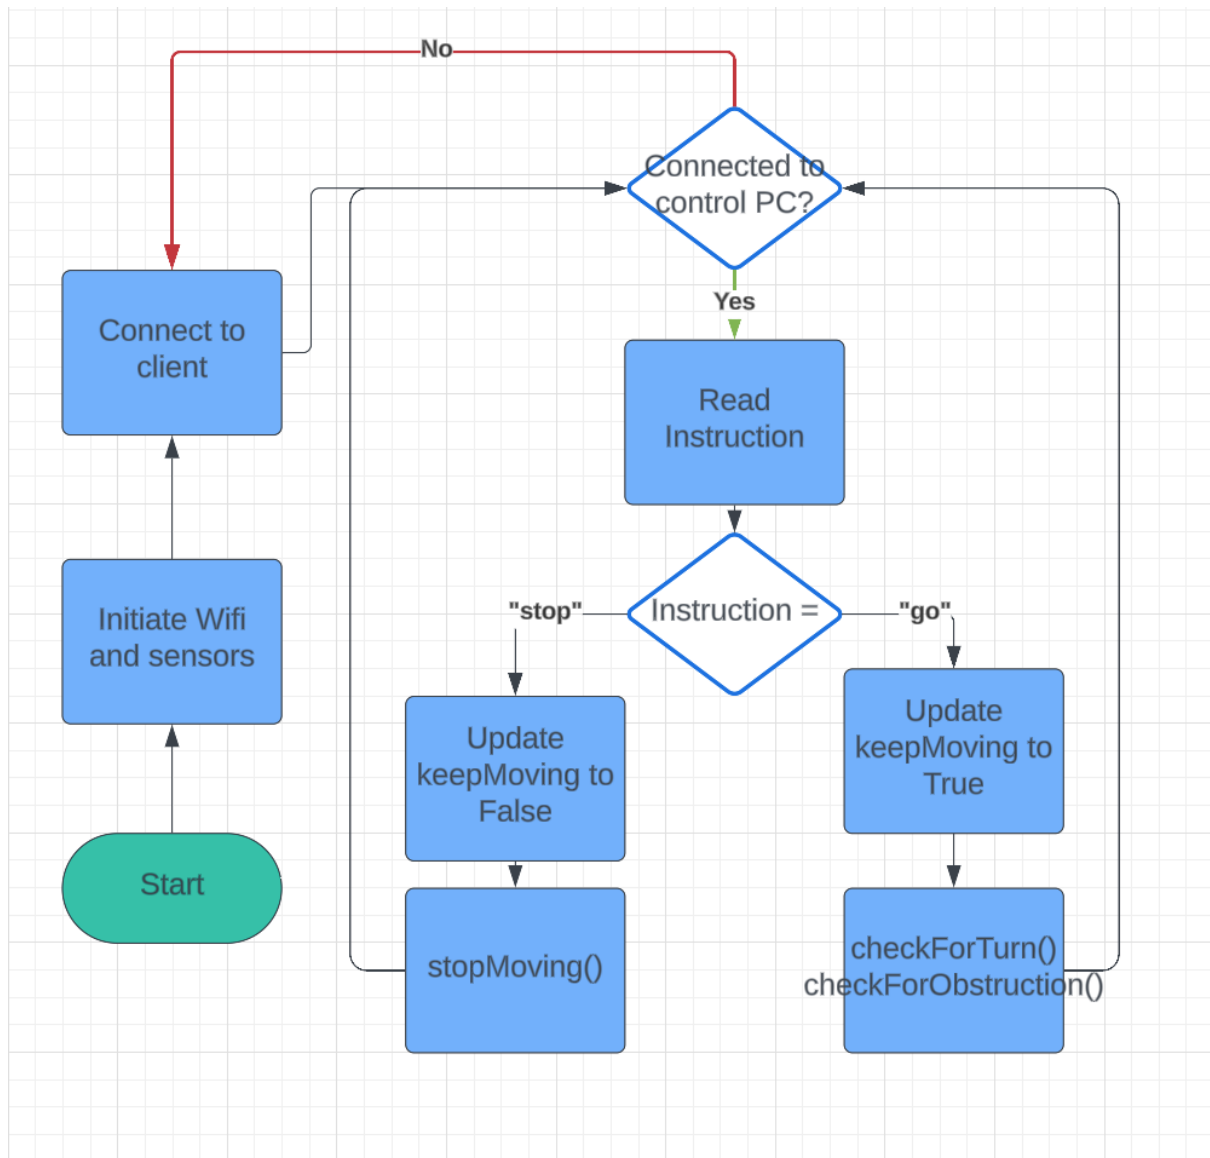 No
Connected to
control PC?
Yes
Connect to
client
Read
Instruction
Initiate Wifi
and sensors
Instruction =
"stop"
"go"
Update
keepMoving to
False
Update
keepMoving to
True
Start
stopMoving()
checkForTurn()
checkForObstruction()